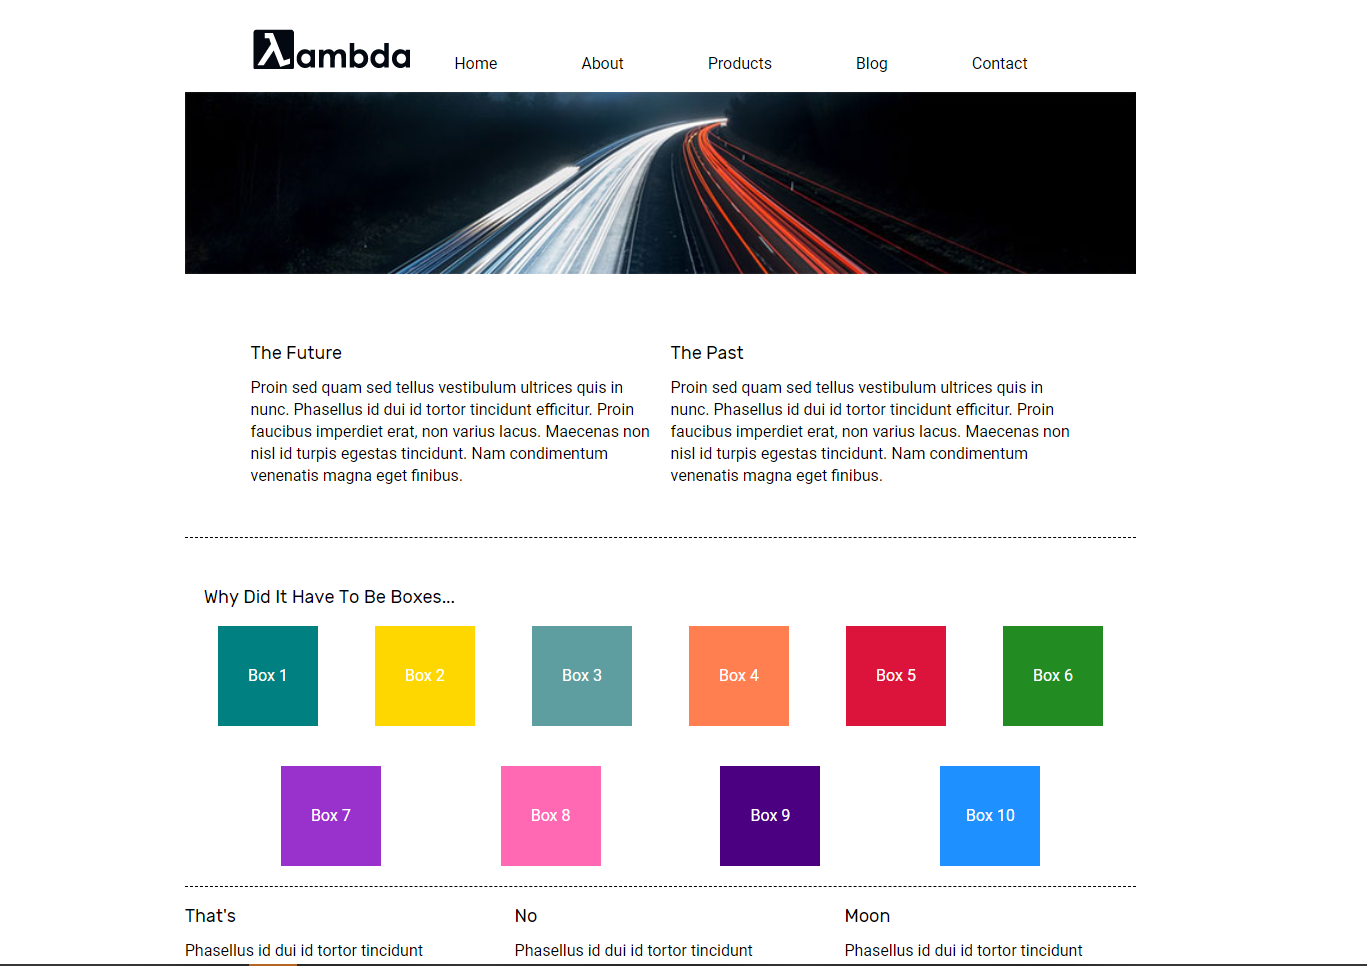 λambda
Home About Products Blog Contact
The Future
Proin sed quam sed tellus vestibulum ultrices quis in
nunc. Phasellus id dui id tortor tincidunt efficitur. Proin
faucibus imperdiet erat, non varius lacus. Maecenas non
nisl id turpis egestas tincidunt. Nam condimentum
venenatis magna eget finibus.
The Past
Proin sed quam sed tellus vestibulum ultrices quis in
nunc. Phasellus id dui id tortor tincidunt efficitur. Proin
faucibus imperdiet erat, non varius lacus. Maecenas non
nisl id turpis egestas tincidunt. Nam condimentum
venenatis magna eget finibus.
Why Did It Have To Be Boxes...
Box 1 Box 2 Box 3 Box 4 Box 5 Box 6
Box 7 Box 8 Box 9 Box 10
That's
Phasellus id dui id tortor tincidunt
No
Phasellus id dui id tortor tincidunt
Moon
Phasellus id dui id tortor tincidunt